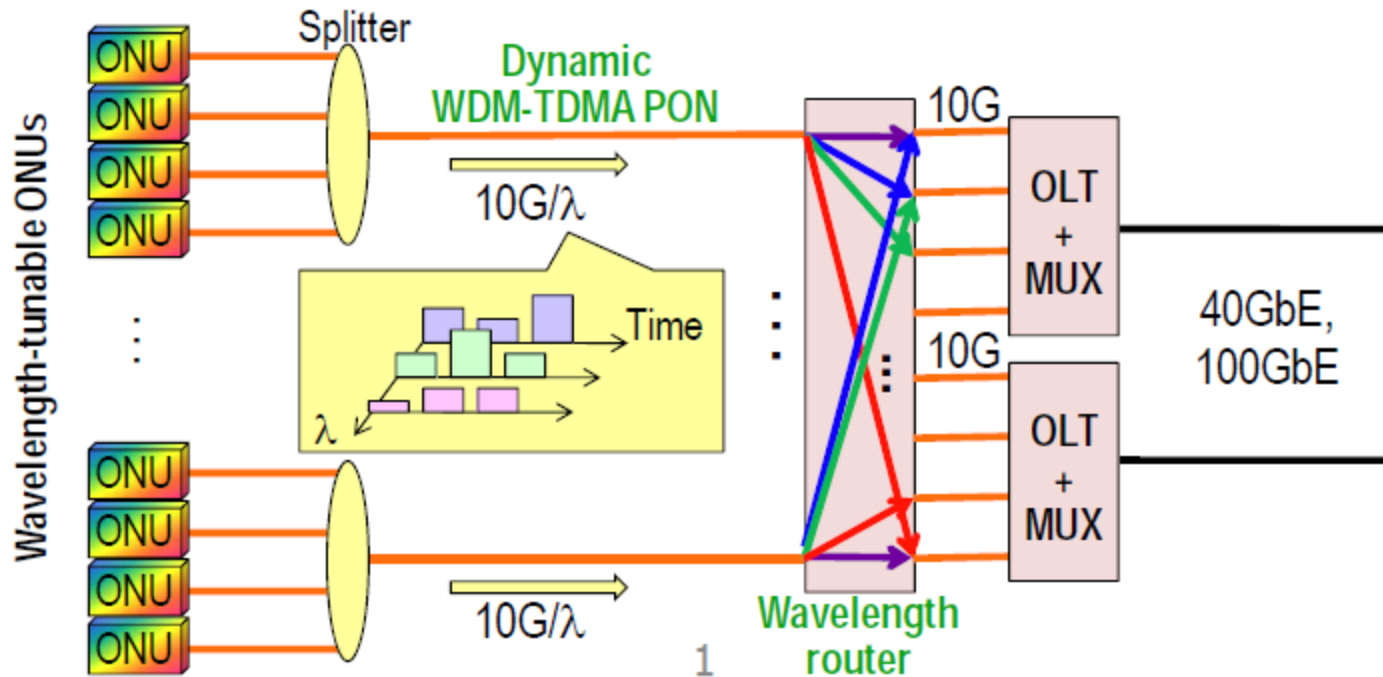 Wavelength-tunable ONUs
ONU
ONU
ONU
ONU
Splitter
Dynamic
WDM-TDMA PON
10G/λ
Time
λ
ONU
ONU
ONU
ONU
10G/λ
Wavelength
router
10G
OLT
+
MUX
10G
OLT
+
MUX
40GbE,
100GbE
1